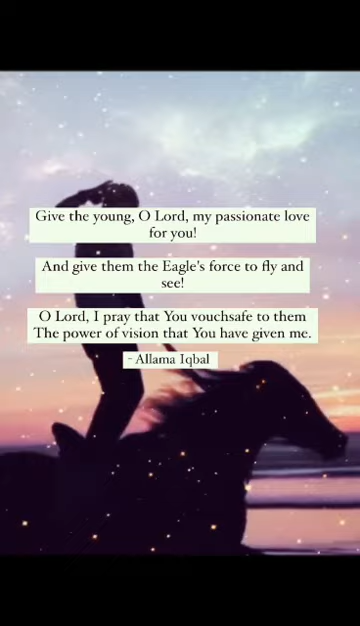 Give the young, O Lord, my passionate love
for you!
And give them the Eagle's force to fly and
see!
O Lord, I pray that You vouchsafe to them
The power of vision that You have given me.
- Allama Iqbal